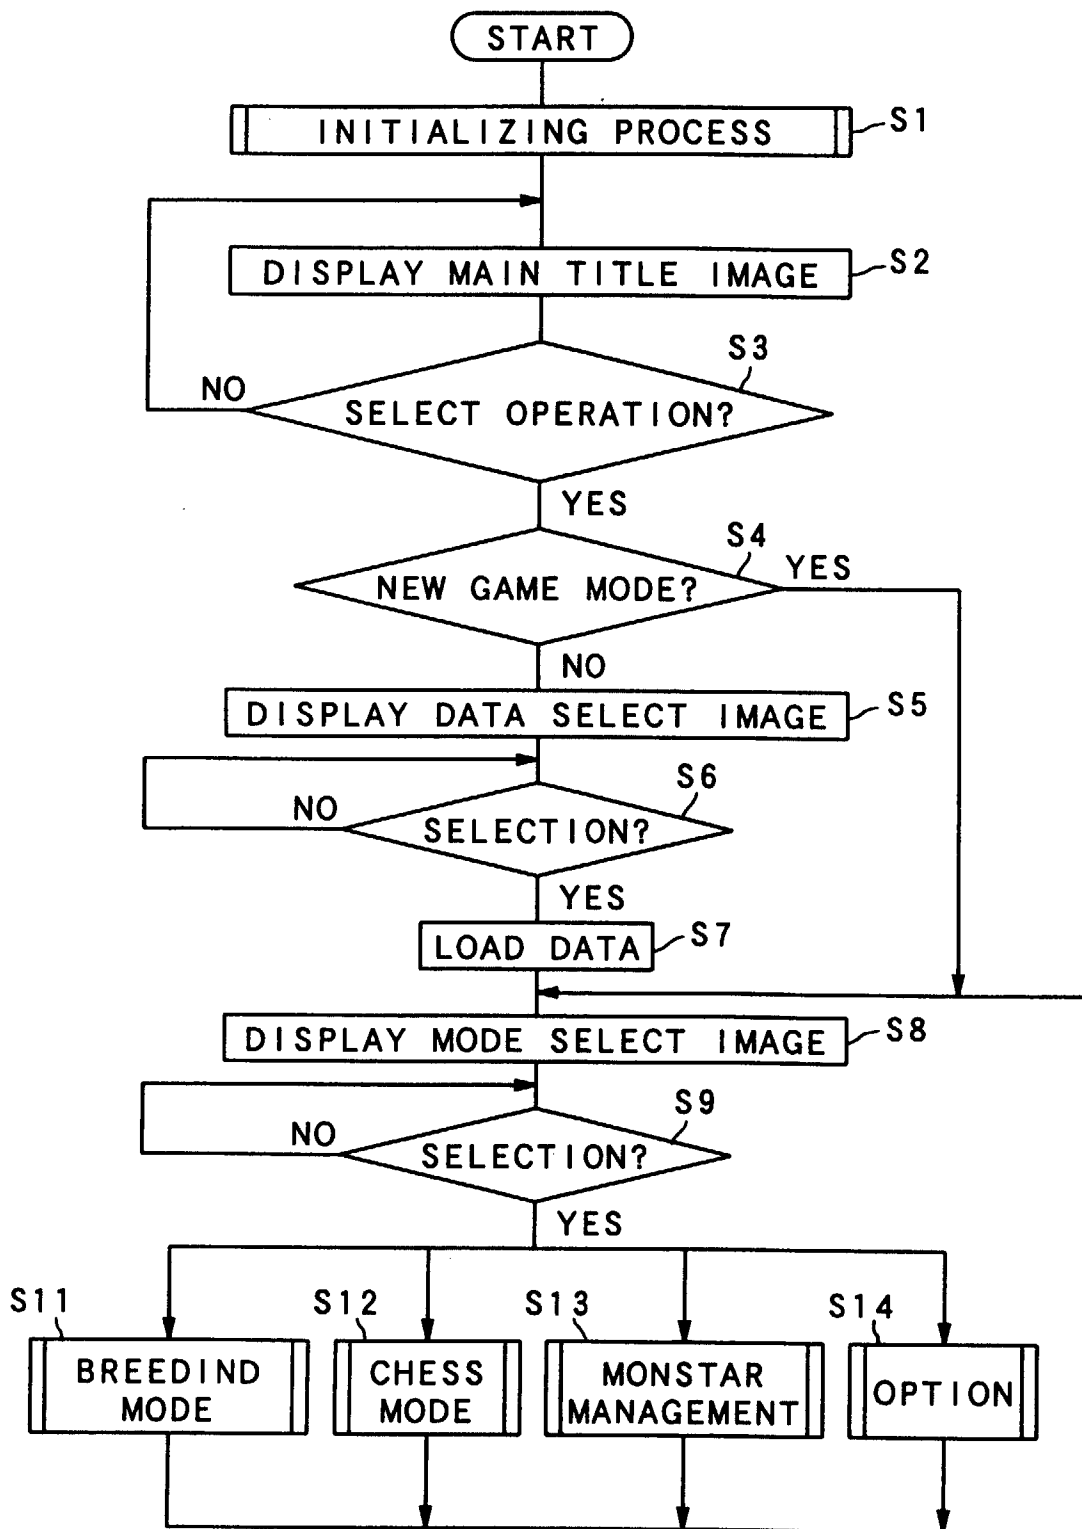 START
INITIALIZING PROCESS
S1
DISPLAY MAIN TITLE IMAGE
S2
S3
NO
SELECT OPERATION?
YES
S4
NEW GAME MODE?
YES
NO
DISPLAY DATA SELECT IMAGE
S5
S6
NO
SELECTION?
YES
LOAD DATA
S7
DISPLAY MODE SELECT IMAGE
S8
S9
NO
SELECTION?
YES
S11
BREEDIND
MODE
S12
CHESS
MODE
S13
MONSTAR
MANAGEMENT
S14
OPTION